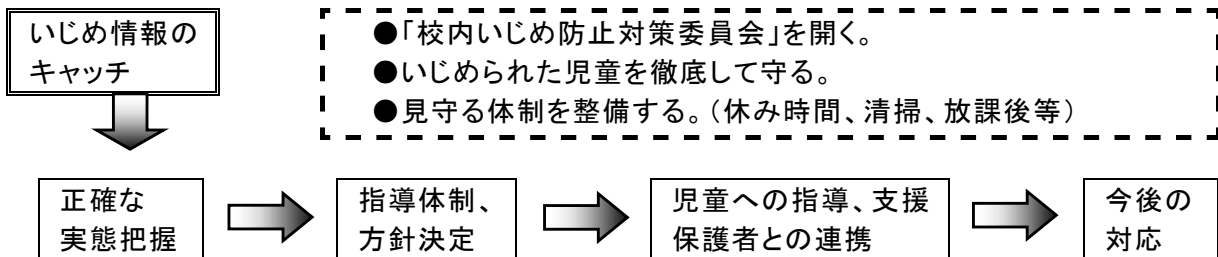 いじめ情報の
キャッチ
●「校内いじめ防止対策委員会」を開く。
●いじめられた児童を徹底して守る。
●見守る体制を整備する。(休み時間、清掃、放課後等)
正確な
実態把握
指導体制、
方針決定
児童への指導、支援
保護者との連携
今後の
対応